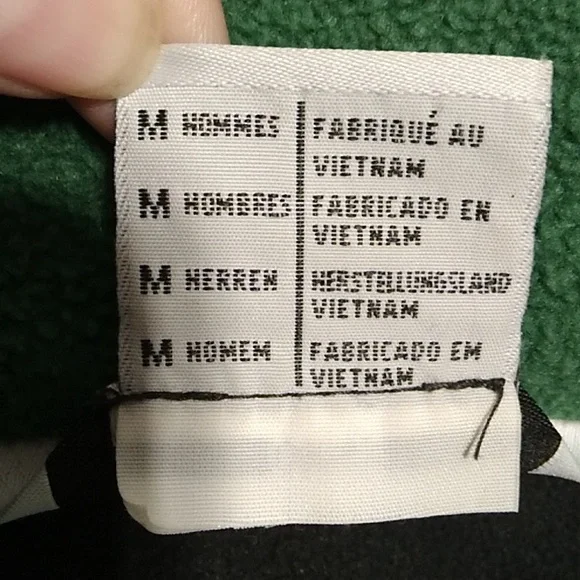 M HOMMES FABRIQUÉ AU
VIETNAM
M HOMBRES FABRICADO EN
VIETNAM
M HERREN HERSTELLUNGSLAND
VIETNAM
M HOMEM FABRICADO EM
VIETNAM